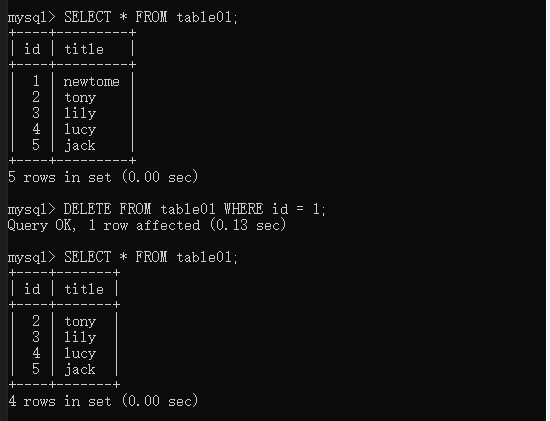 mysql> SELECT * FROM table01;
+----+---------+
| id | title   |
+----+---------+
|  1 | newtome |
|  2 | tony    |
|  3 | lily    |
|  4 | lucy    |
|  5 | jack    |
+----+---------+
5 rows in set (0.00 sec)
mysql> DELETE FROM table01 WHERE id = 1;
Query OK, 1 row affected (0.13 sec)
mysql> SELECT * FROM table01;
+----+-------+
| id | title |
+----+-------+
|  2 | tony  |
|  3 | lily  |
|  4 | lucy  |
|  5 | jack  |
+----+-------+
4 rows in set (0.00 sec)